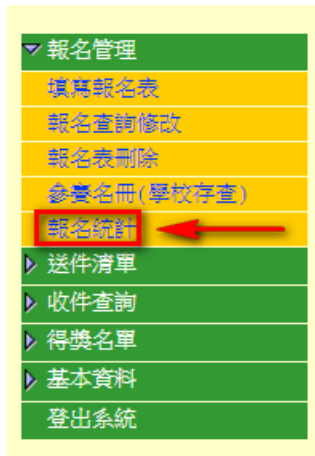 報名管理
填寫報名表
報名查詢修改
報名表刪除
參賽名冊(學校存查)
報名統計
送件清單
收件查詢
得獎名單
基本資料
登出系統